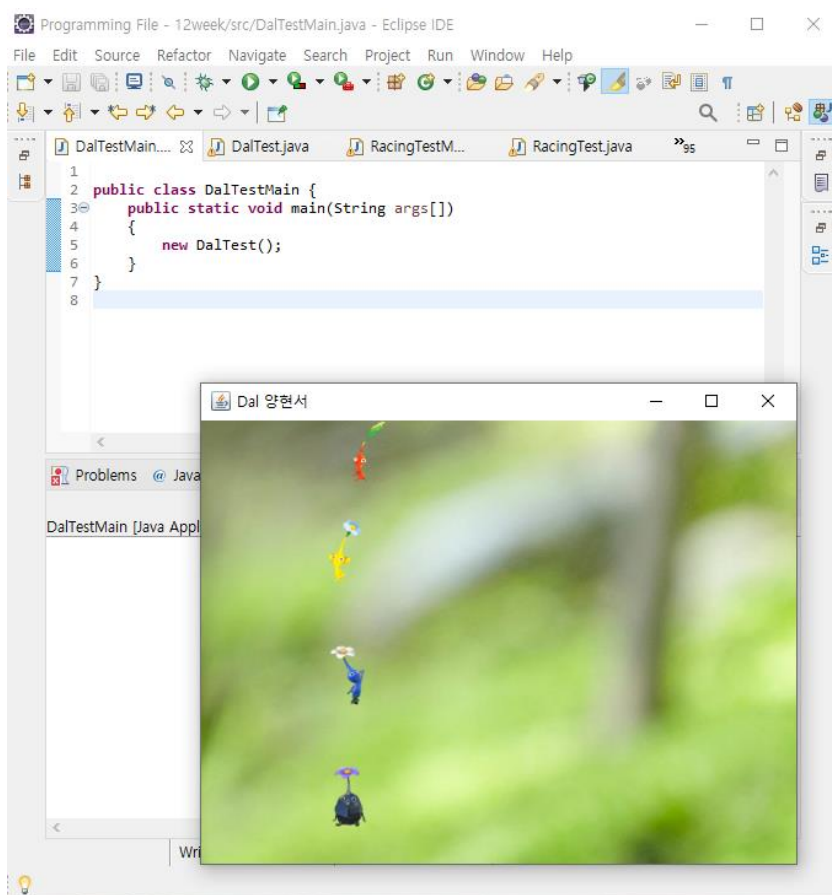 Programming File - 12week/src/DalTestMain.java - Eclipse IDE
File Edit Source Refactor Navigate Search Project Run Window Help
DalTestMain.... DalTest.java RacingTestM... RacingTest.java »95
1
2 public class DalTestMain {
3 public static void main(String args[])
4 {
5 new DalTest();
6 }
7 }
8
Dal 양현서
Problems @ Java
DalTestMain [Java Appl
Wri